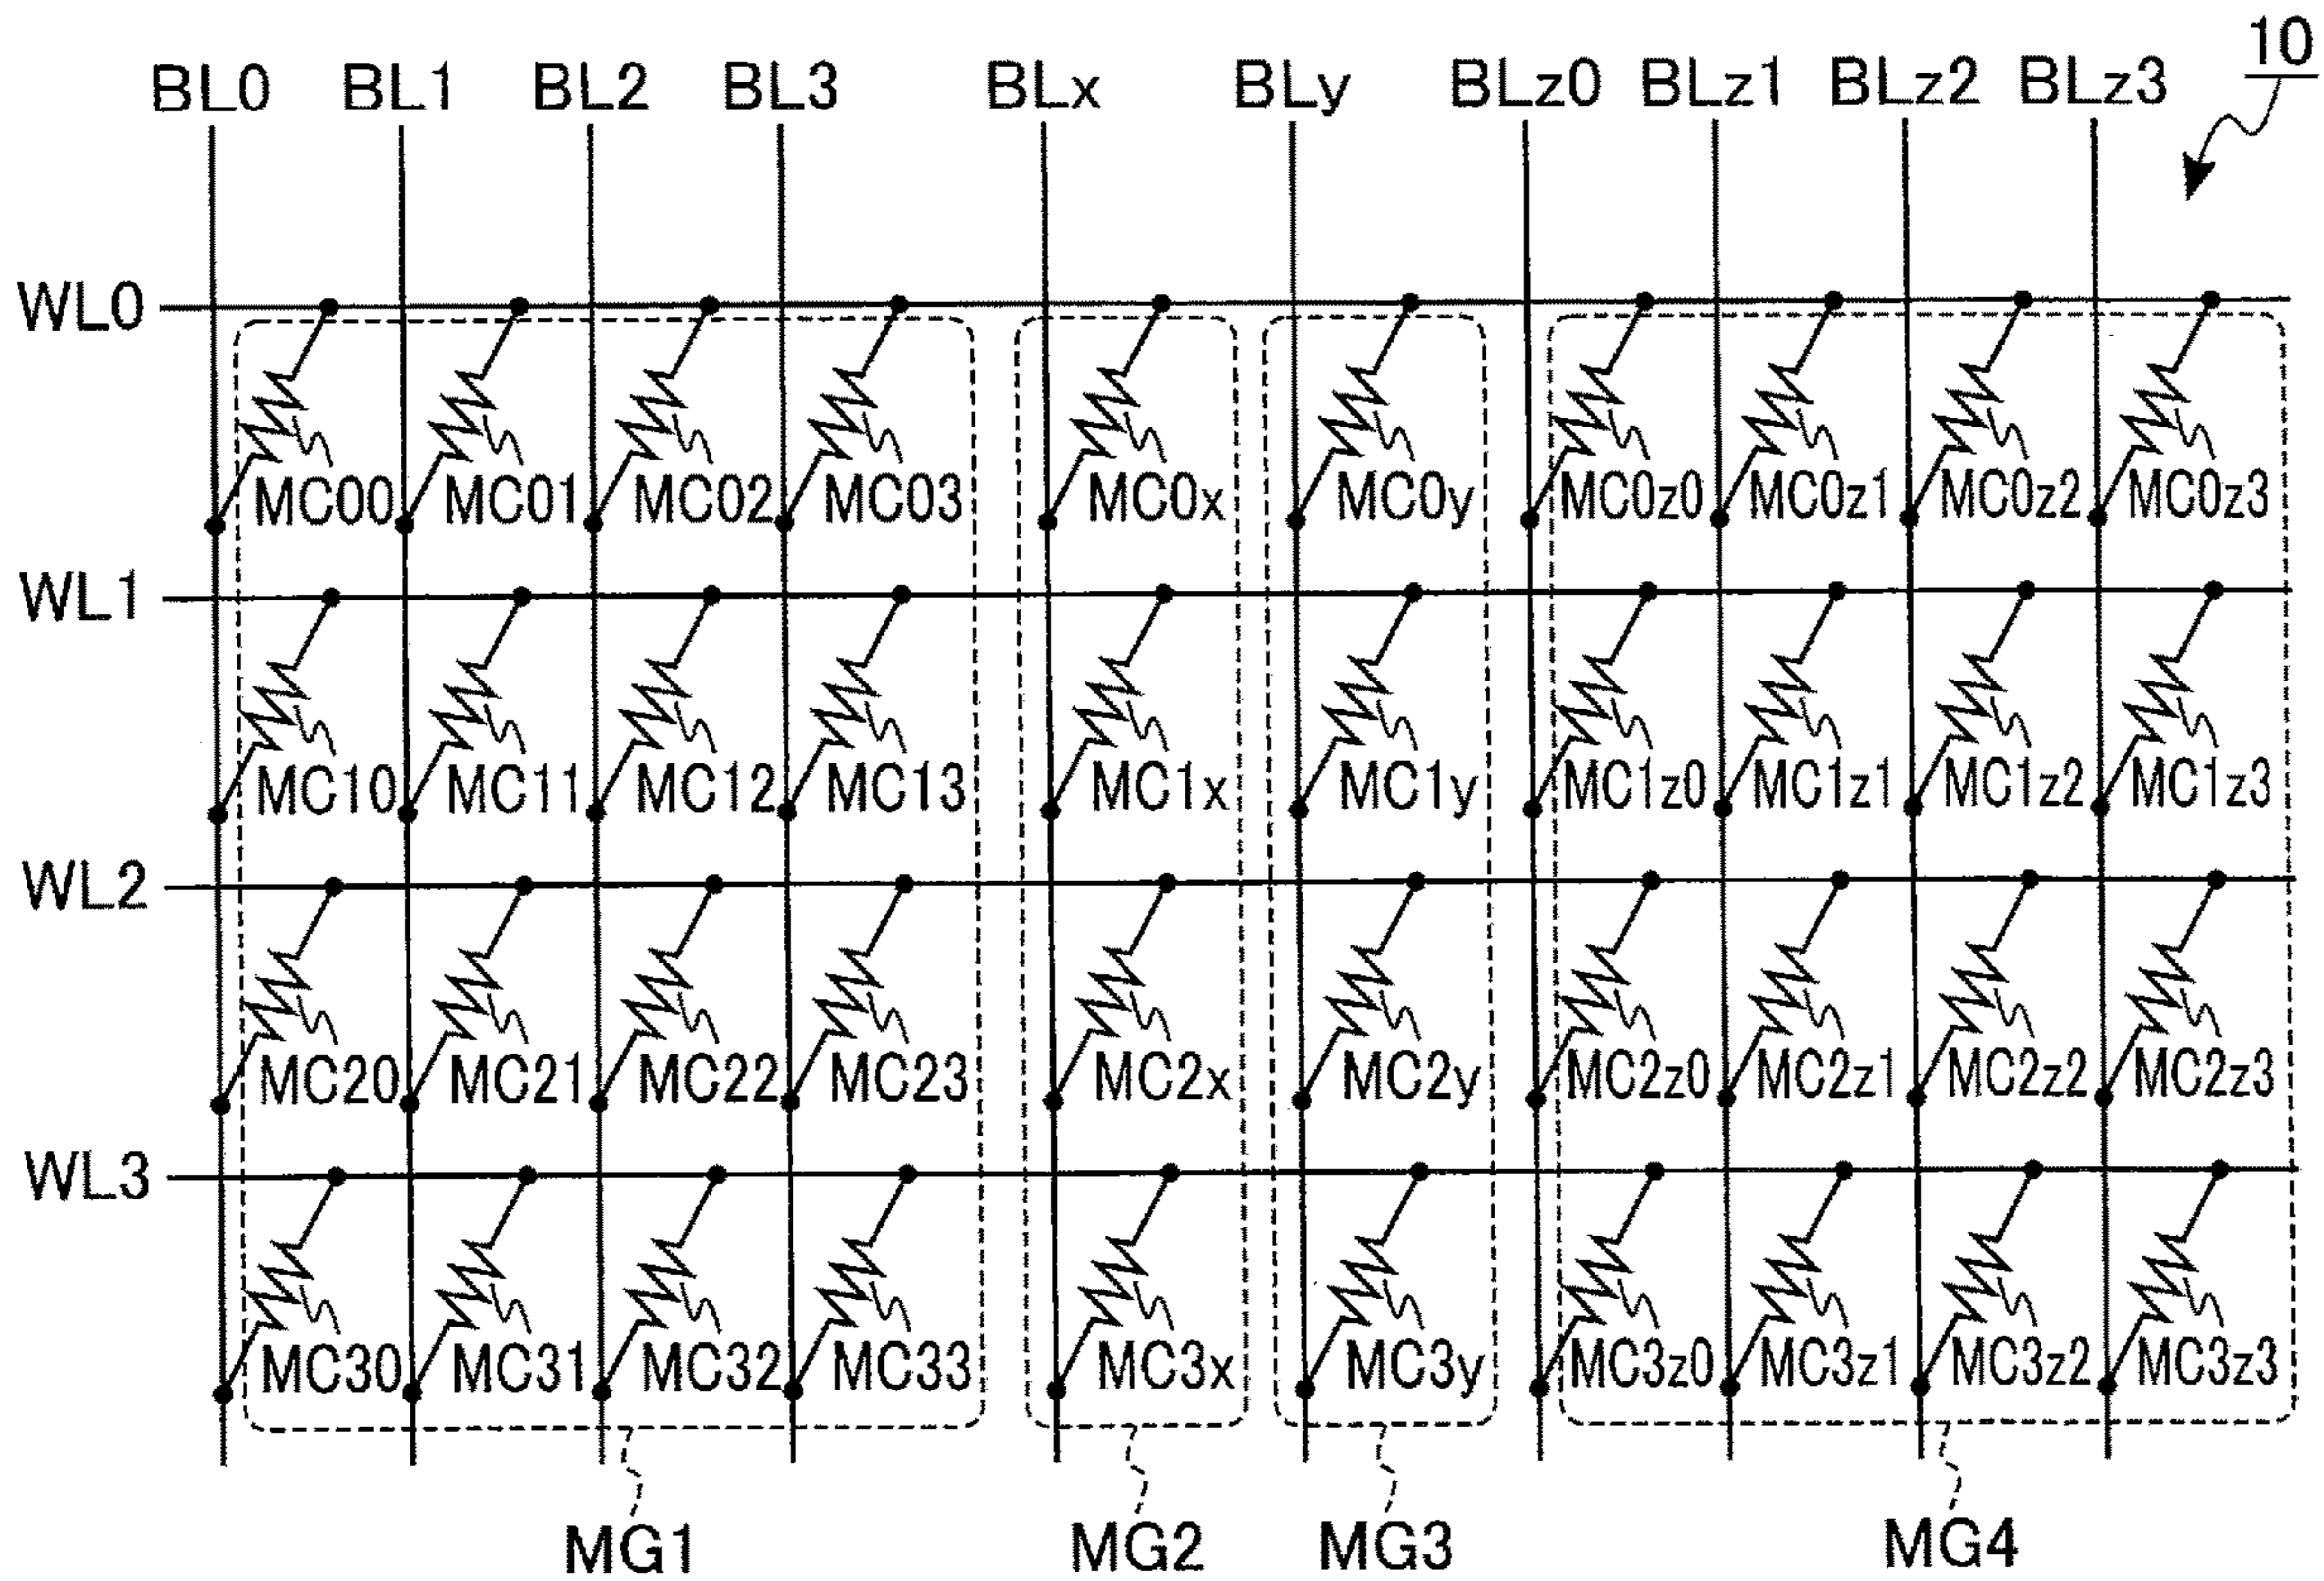 10
BL0 BL1 BL2 BL3 BLx BLy BLz0 BLz1 BLz2 BLz3
WL0
MC00 MC01 MC02 MC03 MC0x MC0y MC0z0 MC0z1 MC0z2 MC0z3
WL1
MC10 MC11 MC12 MC13 MC1x MC1y MC1z0 MC1z1 MC1z2 MC1z3
WL2
MC20 MC21 MC22 MC23 MC2x MC2y MC2z0 MC2z1 MC2z2 MC2z3
WL3
MC30 MC31 MC32 MC33 MC3x MC3y MC3z0 MC3z1 MC3z2 MC3z3
MG1 MG2 MG3 MG4